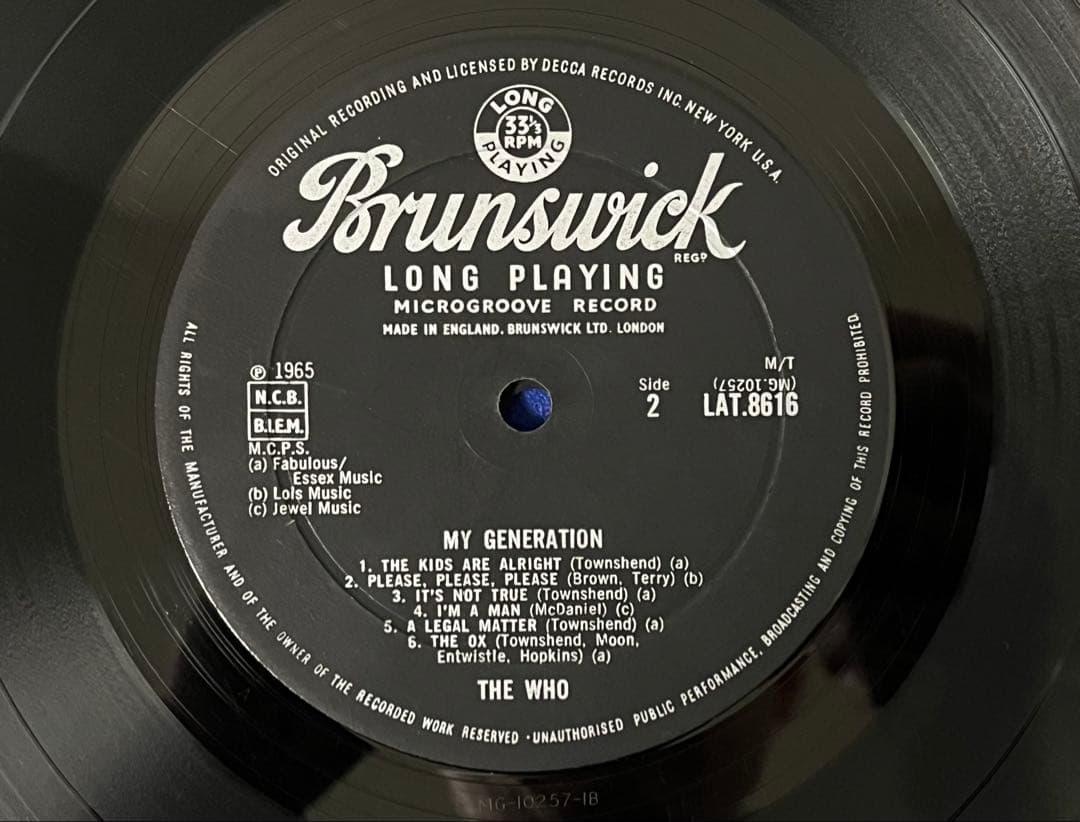 ORIGINAL RECORDING AND LICENSED BY DECCA RECORDS INC. NEW YORK U.S.A.
LONG
33⅓
RPM
PLAYING
Brunswick
REGD
LONG PLAYING
MICROGROOVE RECORD
MADE IN ENGLAND. BRUNSWICK LTD. LONDON
℗ 1965
N.C.B.
B.I.E.M.
M.C.P.S.
(a) Fabulous/
Essex Music
(b) Lois Music
(c) Jewel Music
M/T
(MG.10257)
Side
2
LAT.8616
MY GENERATION
1. THE KIDS ARE ALRIGHT (Townshend) (a)
2. PLEASE, PLEASE, PLEASE (Brown, Terry) (b)
3. IT'S NOT TRUE (Townshend) (a)
4. I'M A MAN (McDaniel) (c)
5. A LEGAL MATTER (Townshend) (a)
6. THE OX (Townshend, Moon,
Entwistle, Hopkins) (a)
THE WHO
ALL RIGHTS OF THE MANUFACTURER AND OF THE OWNER OF THE RECORDED WORK RESERVED · UNAUTHORISED PUBLIC PERFORMANCE, BROADCASTING AND COPYING OF THIS RECORD PROHIBITED
MG-10257-1B